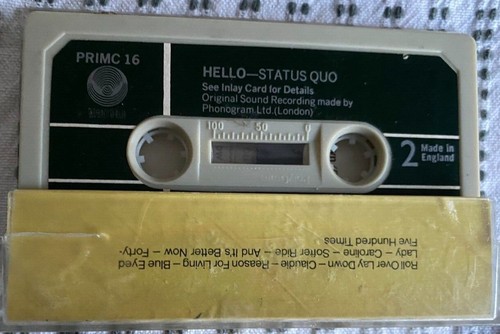 PRIMC 16
HELLO—STATUS QUO
See Inlay Card for Details
Original Sound Recording made by
Phonogram Ltd.(London)
100 50 0
2 Made in
England
Roll Over Lay Down – Claudie – Reason For Living – Blue Eyed
Lady – Caroline – Softer Ride – And It's Better Now – Forty-
Five Hundred Times